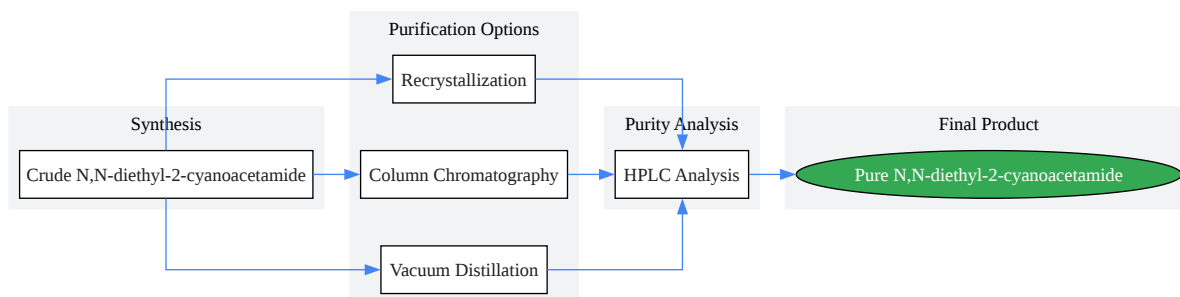 Purification Options
Recrystallization
Synthesis
Purity Analysis
Final Product
Crude N,N-diethyl-2-cyanoacetamide
Column Chromatography
HPLC Analysis
Pure N,N-diethyl-2-cyanoacetamide
Vacuum Distillation